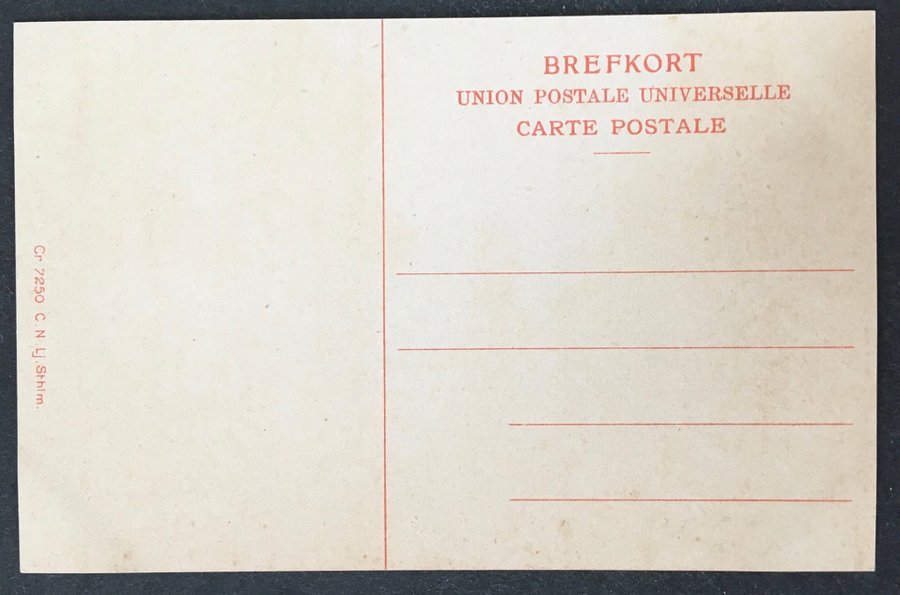 BREFKORT
UNION POSTALE UNIVERSELLE
CARTE POSTALE
Cr 7250 C. N. Lj. Sthlm.